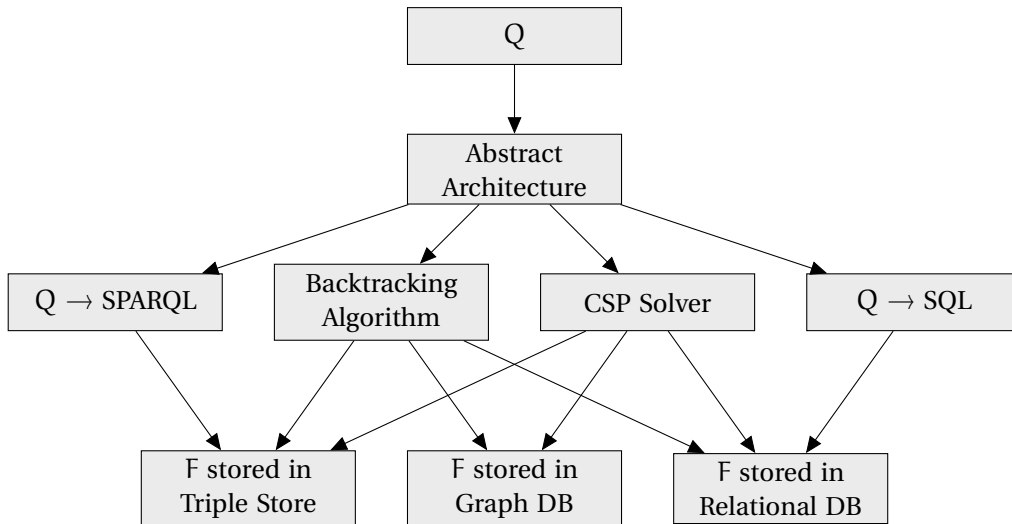 Q
Abstract
Architecture
Q → SPARQL
Backtracking
Algorithm
CSP Solver
Q → SQL
F stored in
Triple Store
F stored in
Graph DB
F stored in
Relational DB